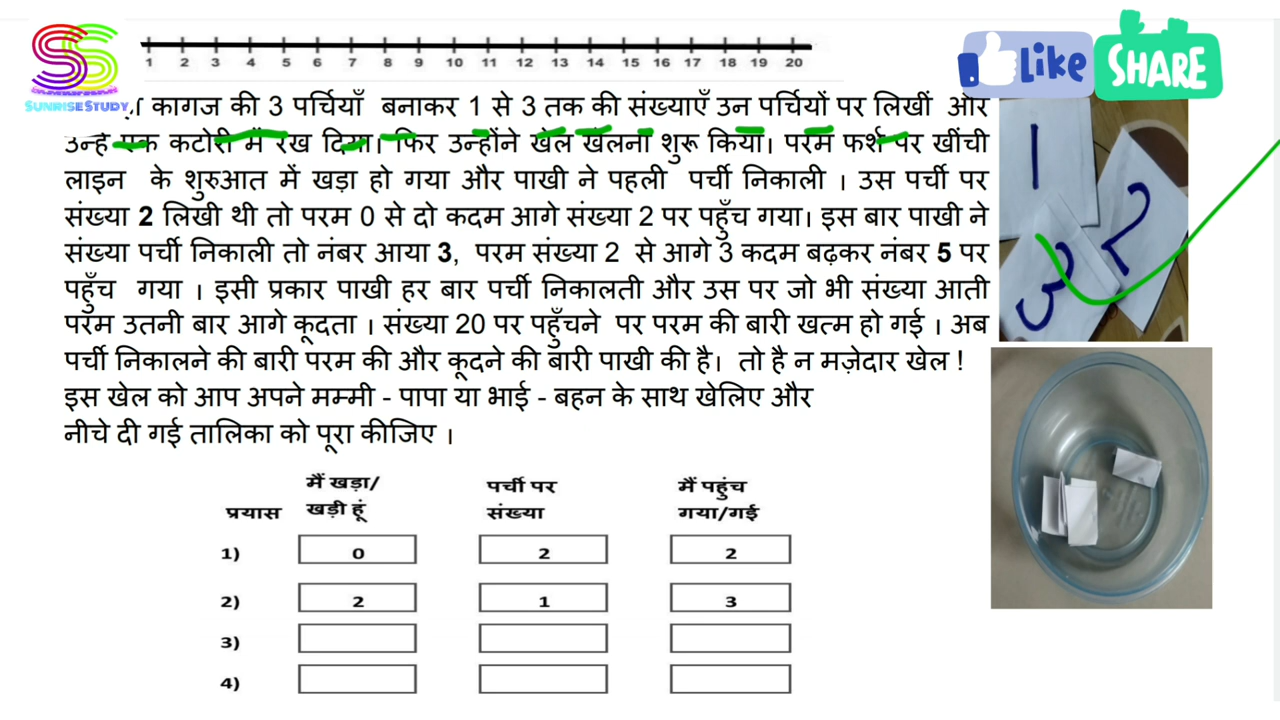 SS
SUNRISESTUDY
1 2 3 4 5 6 7 8 9 10 11 12 13 14 15 16 17 18 19 20
Like SHARE
कागज की 3 पर्चियाँ बनाकर 1 से 3 तक की संख्याएँ उन पर्चियों पर लिखीं और
उन्हें एक कटोरी में रख दिया। फिर उन्होंने खेल खेलना शुरू किया। परम फर्श पर खींची
लाइन के शुरुआत में खड़ा हो गया और पाखी ने पहली पर्ची निकाली । उस पर्ची पर
संख्या 2 लिखी थी तो परम 0 से दो कदम आगे संख्या 2 पर पहुँच गया। इस बार पाखी ने
संख्या पर्ची निकाली तो नंबर आया 3, परम संख्या 2 से आगे 3 कदम बढ़कर नंबर 5 पर
पहुँच गया । इसी प्रकार पाखी हर बार पर्ची निकालती और उस पर जो भी संख्या आती
परम उतनी बार आगे कूदता । संख्या 20 पर पहुँचने पर परम की बारी खत्म हो गई । अब
पर्ची निकालने की बारी परम की और कूदने की बारी पाखी की है। तो है न मज़ेदार खेल !
इस खेल को आप अपने मम्मी - पापा या भाई - बहन के साथ खेलिए और
नीचे दी गई तालिका को पूरा कीजिए ।
1
2
3
प्रयास मैं खड़ा/ खड़ी हूं पर्ची पर संख्या मैं पहुंच गया/गई
1) 0 2 2
2) 2 1 3
3)
4)